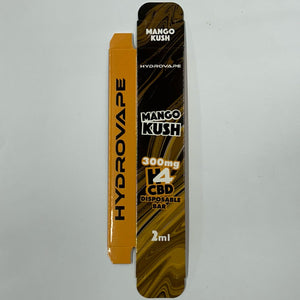 MANGO
KUSH
HYDROVAPE
MANGO
KUSH
300mg
H4
CBD
DISPOSABLE
BAR
2ml
HYDROVAPE